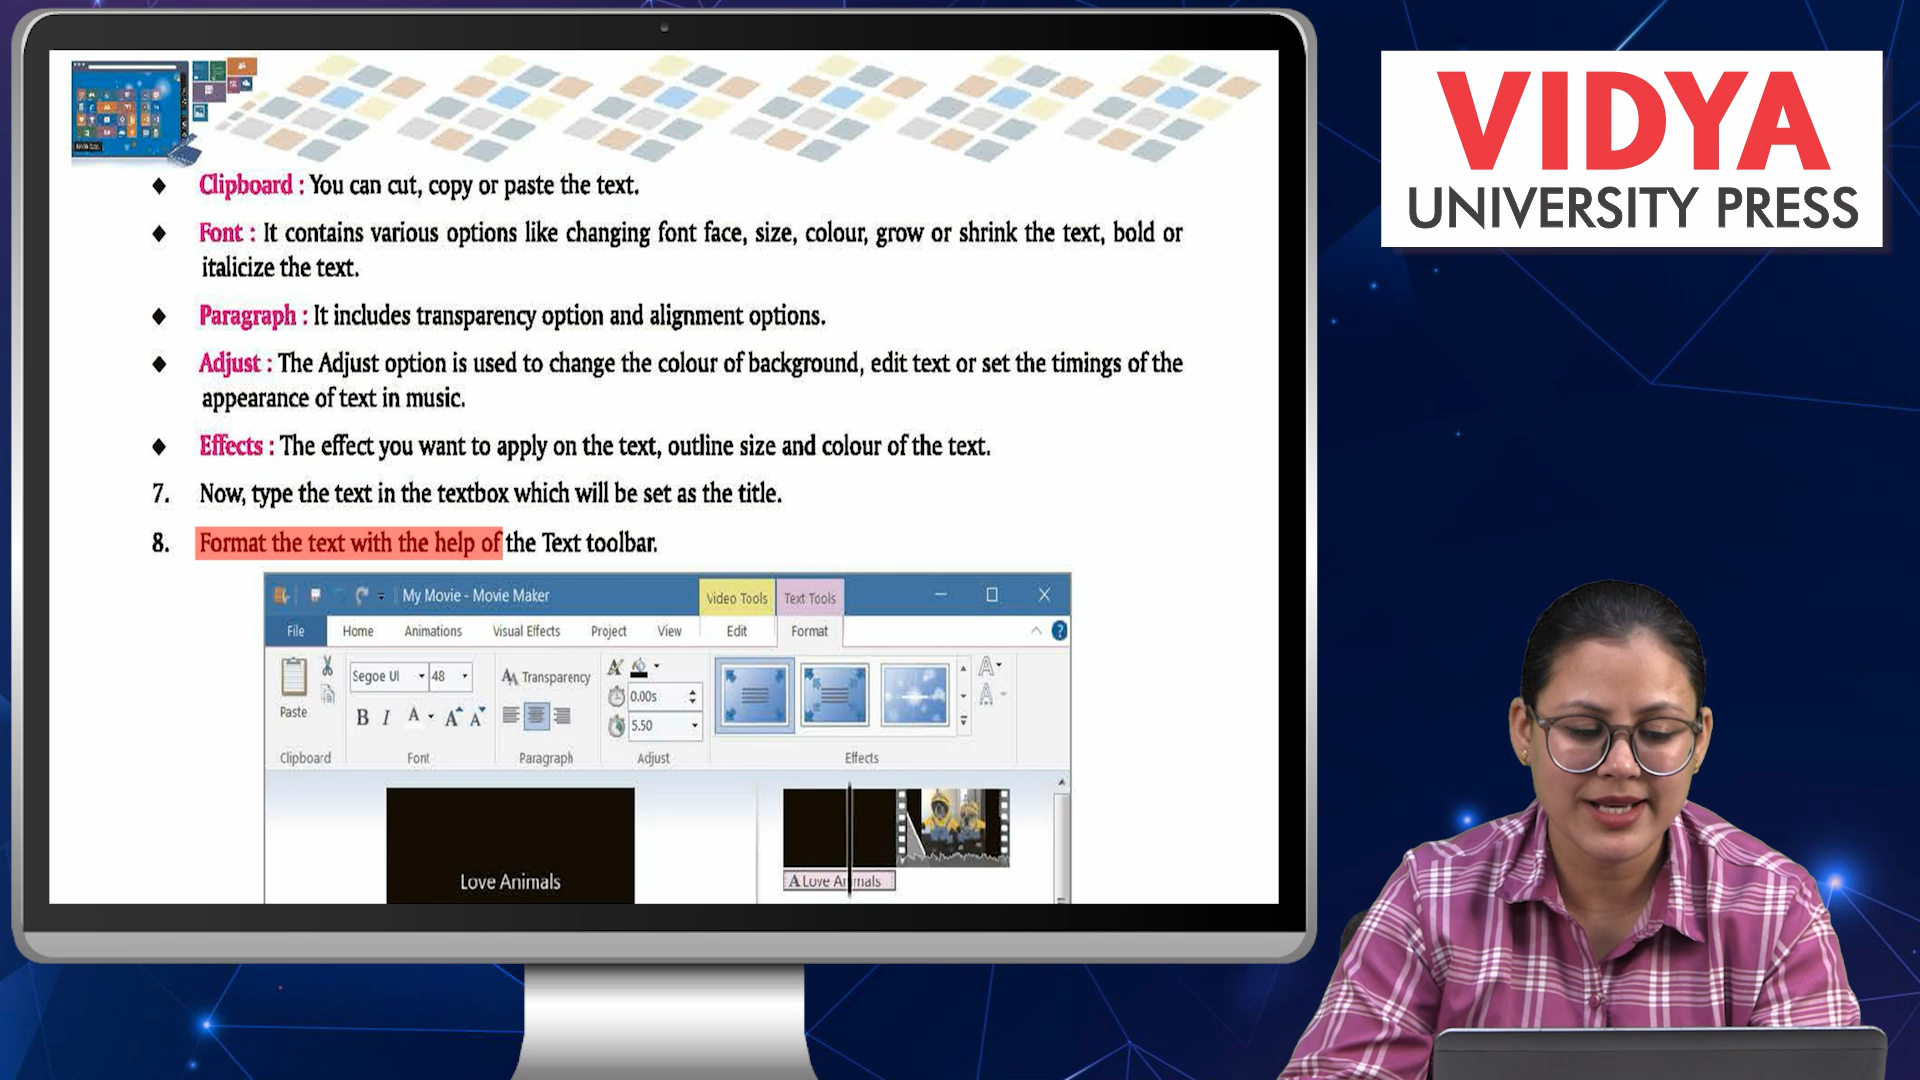 VIDYA
UNIVERSITY PRESS
◆ Clipboard : You can cut, copy or paste the text.
◆ Font : It contains various options like changing font face, size, colour, grow or shrink the text, bold or
italicize the text.
◆ Paragraph : It includes transparency option and alignment options.
◆ Adjust : The Adjust option is used to change the colour of background, edit text or set the timings of the
appearance of text in music.
◆ Effects : The effect you want to apply on the text, outline size and colour of the text.
7. Now, type the text in the textbox which will be set as the title.
8. Format the text with the help of the Text toolbar.
My Movie - Movie Maker Video Tools Text Tools
File Home Animations Visual Effects Project View Edit Format
Segoe UI 48 Transparency 0.00s
Paste B I A A A 5.50
Clipboard Font Paragraph Adjust Effects
Love Animals
A Love Animals